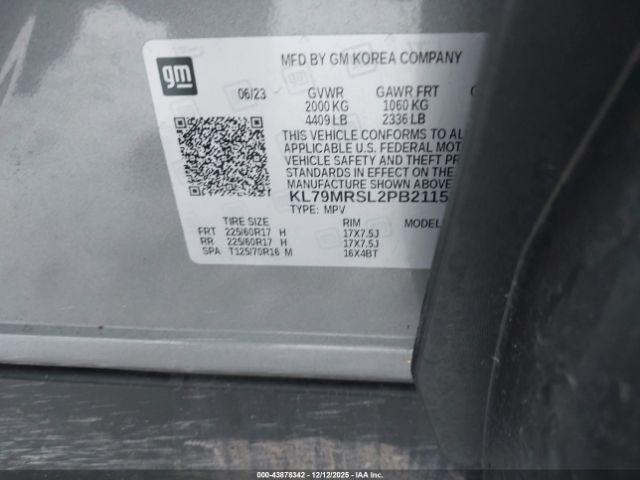 gm
MFD BY GM KOREA COMPANY
06/23 GVWR GAWR FRT
2000 KG 1060 KG
4409 LB 2336 LB
THIS VEHICLE CONFORMS TO AL
APPLICABLE U.S. FEDERAL MOT
VEHICLE SAFETY AND THEFT PR
STANDARDS IN EFFECT ON THE
MANUFACTURE SHOWN ABOVE
KL79MRSL2PB2115
TYPE: MPV
TIRE SIZE RIM MODEL:
FRT 225/60R17 H 17X7.5J
RR 225/60R17 H 17X7.5J
SPA T125/70R16 M 16X4BT
000-43878342 - 12/12/2025 - IAA Inc.